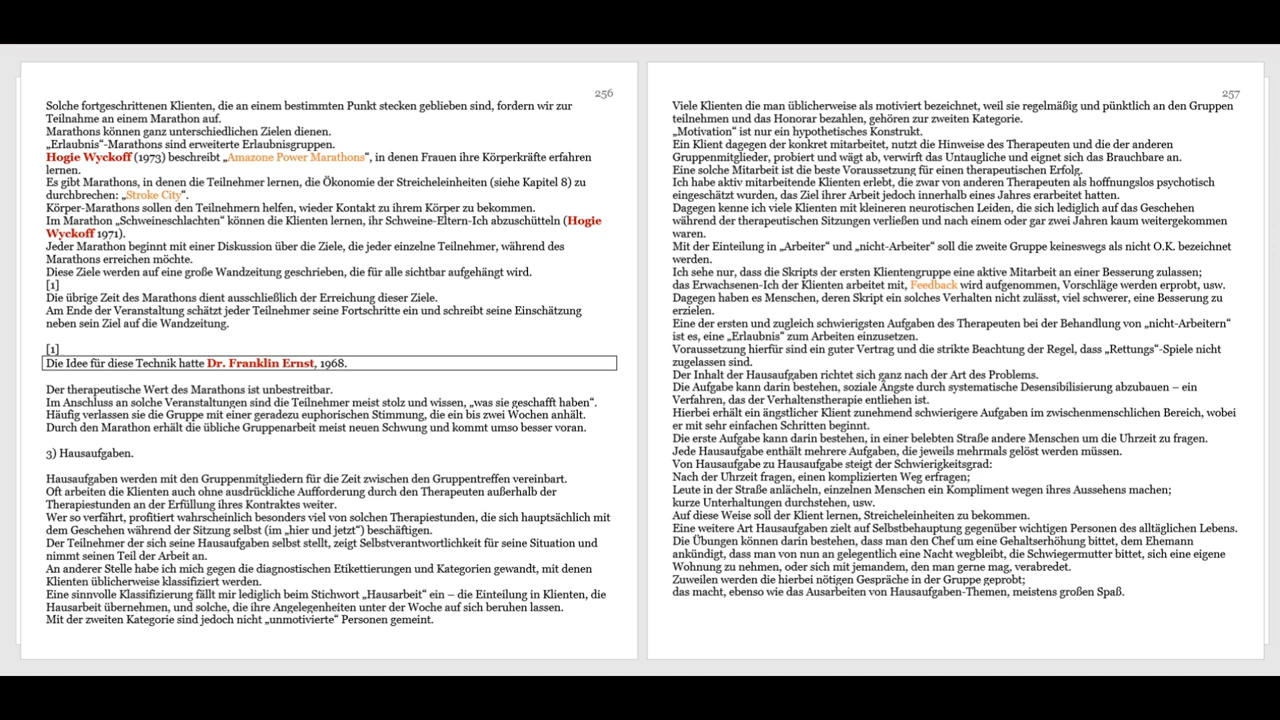 256
Solche fortgeschrittenen Klienten, die an einem bestimmten Punkt stecken geblieben sind, fordern wir zur
Teilnahme an einem Marathon auf.
Marathons können ganz unterschiedlichen Zielen dienen.
„Erlaubnis“-Marathons sind erweiterte Erlaubnisgruppen.
Hogie Wyckoff (1973) beschreibt „Amazone Power Marathons“, in denen Frauen ihre Körperkräfte erfahren
lernen.
Es gibt Marathons, in denen die Teilnehmer lernen, die Ökonomie der Streicheleinheiten (siehe Kapitel 8) zu
durchbrechen: „Stroke City“.
Körper-Marathons sollen den Teilnehmern helfen, wieder Kontakt zu ihrem Körper zu bekommen.
Im Marathon „Schweineschlachten“ können die Klienten lernen, ihr Schweine-Eltern-Ich abzuschütteln (Hogie
Wyckoff 1971).
Jeder Marathon beginnt mit einer Diskussion über die Ziele, die jeder einzelne Teilnehmer, während des
Marathons erreichen möchte.
Diese Ziele werden auf eine große Wandzeitung geschrieben, die für alle sichtbar aufgehängt wird.
[1]
Die übrige Zeit des Marathons dient ausschließlich der Erreichung dieser Ziele.
Am Ende der Veranstaltung schätzt jeder Teilnehmer seine Fortschritte ein und schreibt seine Einschätzung
neben sein Ziel auf die Wandzeitung.
[1]
Die Idee für diese Technik hatte Dr. Franklin Ernst, 1968.
Der therapeutische Wert des Marathons ist unbestreitbar.
Im Anschluss an solche Veranstaltungen sind die Teilnehmer meist stolz und wissen, „was sie geschafft haben“.
Häufig verlassen sie die Gruppe mit einer geradezu euphorischen Stimmung, die ein bis zwei Wochen anhält.
Durch den Marathon erhält die übliche Gruppenarbeit meist neuen Schwung und kommt umso besser voran.
3) Hausaufgaben.
Hausaufgaben werden mit den Gruppenmitgliedern für die Zeit zwischen den Gruppentreffen vereinbart.
Oft arbeiten die Klienten auch ohne ausdrückliche Aufforderung durch den Therapeuten außerhalb der
Therapiestunden an der Erfüllung ihres Kontraktes weiter.
Wer so verfährt, profitiert wahrscheinlich besonders viel von solchen Therapiestunden, die sich hauptsächlich mit
dem Geschehen während der Sitzung selbst (im „hier und jetzt“) beschäftigen.
Der Teilnehmer der sich seine Hausaufgaben selbst stellt, zeigt Selbstverantwortlichkeit für seine Situation und
nimmt seinen Teil der Arbeit an.
An anderer Stelle habe ich mich gegen die diagnostischen Etikettierungen und Kategorien gewandt, mit denen
Klienten üblicherweise klassifiziert werden.
Eine sinnvolle Klassifizierung fällt mir lediglich beim Stichwort „Hausarbeit“ ein – die Einteilung in Klienten, die
Hausarbeit übernehmen, und solche, die ihre Angelegenheiten unter der Woche auf sich beruhen lassen.
Mit der zweiten Kategorie sind jedoch nicht „unmotivierte“ Personen gemeint.
257
Viele Klienten die man üblicherweise als motiviert bezeichnet, weil sie regelmäßig und pünktlich an den Gruppen
teilnehmen und das Honorar bezahlen, gehören zur zweiten Kategorie.
„Motivation“ ist nur ein hypothetisches Konstrukt.
Ein Klient dagegen der konkret mitarbeitet, nutzt die Hinweise des Therapeuten und die der anderen
Gruppenmitglieder, probiert und wägt ab, verwirft das Untaugliche und eignet sich das Brauchbare an.
Eine solche Mitarbeit ist die beste Voraussetzung für einen therapeutischen Erfolg.
Ich habe aktiv mitarbeitende Klienten erlebt, die zwar von anderen Therapeuten als hoffnungslos psychotisch
eingeschätzt wurden, das Ziel ihrer Arbeit jedoch innerhalb eines Jahres erarbeitet hatten.
Dagegen kenne ich viele Klienten mit kleineren neurotischen Leiden, die sich lediglich auf das Geschehen
während der therapeutischen Sitzungen verließen und nach einem oder gar zwei Jahren kaum weitergekommen
waren.
Mit der Einteilung in „Arbeiter“ und „nicht-Arbeiter“ soll die zweite Gruppe keineswegs als nicht O.K. bezeichnet
werden.
Ich sehe nur, dass die Skripts der ersten Klientengruppe eine aktive Mitarbeit an einer Besserung zulassen;
das Erwachsenen-Ich der Klienten arbeitet mit, Feedback wird aufgenommen, Vorschläge werden erprobt, usw.
Dagegen haben es Menschen, deren Skript ein solches Verhalten nicht zulässt, viel schwerer, eine Besserung zu
erzielen.
Eine der ersten und zugleich schwierigsten Aufgaben des Therapeuten bei der Behandlung von „nicht-Arbeitern“
ist es, eine „Erlaubnis“ zum Arbeiten einzusetzen.
Voraussetzung hierfür sind ein guter Vertrag und die strikte Beachtung der Regel, dass „Rettungs“-Spiele nicht
zugelassen sind.
Der Inhalt der Hausaufgaben richtet sich ganz nach der Art des Problems.
Die Aufgabe kann darin bestehen, soziale Ängste durch systematische Desensibilisierung abzubauen – ein
Verfahren, das der Verhaltenstherapie entliehen ist.
Hierbei erhält ein ängstlicher Klient zunehmend schwierigere Aufgaben im zwischenmenschlichen Bereich, wobei
er mit sehr einfachen Schritten beginnt.
Die erste Aufgabe kann darin bestehen, in einer belebten Straße andere Menschen um die Uhrzeit zu fragen.
Jede Hausaufgabe enthält mehrere Aufgaben, die jeweils mehrmals gelöst werden müssen.
Von Hausaufgabe zu Hausaufgabe steigt der Schwierigkeitsgrad:
Nach der Uhrzeit fragen, einen komplizierten Weg erfragen;
Leute in der Straße anlächeln, einzelnen Menschen ein Kompliment wegen ihres Aussehens machen;
kurze Unterhaltungen durchstehen, usw.
Auf diese Weise soll der Klient lernen, Streicheleinheiten zu bekommen.
Eine weitere Art Hausaufgaben zielt auf Selbstbehauptung gegenüber wichtigen Personen des alltäglichen Lebens.
Die Übungen können darin bestehen, dass man den Chef um eine Gehaltserhöhung bittet, dem Ehemann
ankündigt, dass man von nun an gelegentlich eine Nacht wegbleibt, die Schwiegermutter bittet, sich eine eigene
Wohnung zu nehmen, oder sich mit jemandem, den man gerne mag, verabredet.
Zuweilen werden die hierbei nötigen Gespräche in der Gruppe geprobt;
das macht, ebenso wie das Ausarbeiten von Hausaufgaben-Themen, meistens großen Spaß.